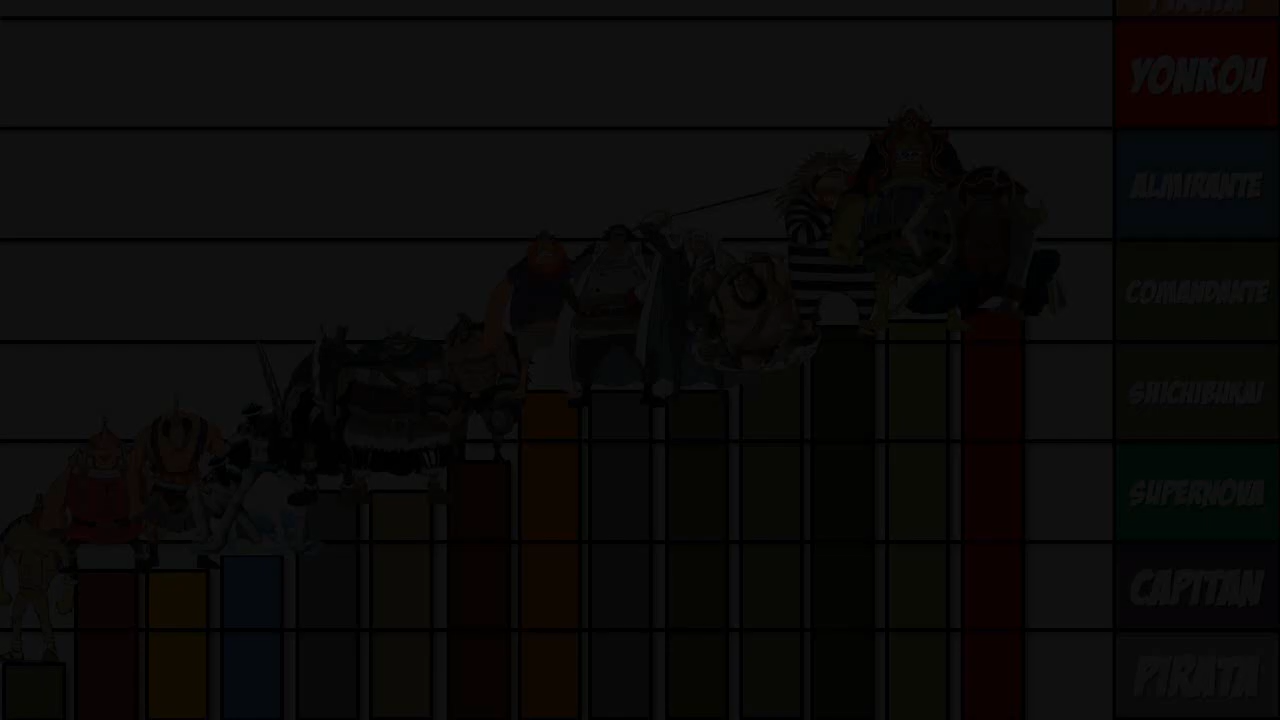 YONKOU
ALMIRANTE
COMANDANTE
SHICHIBUKAI
SUPERNOVA
CAPITAN
PIRATA